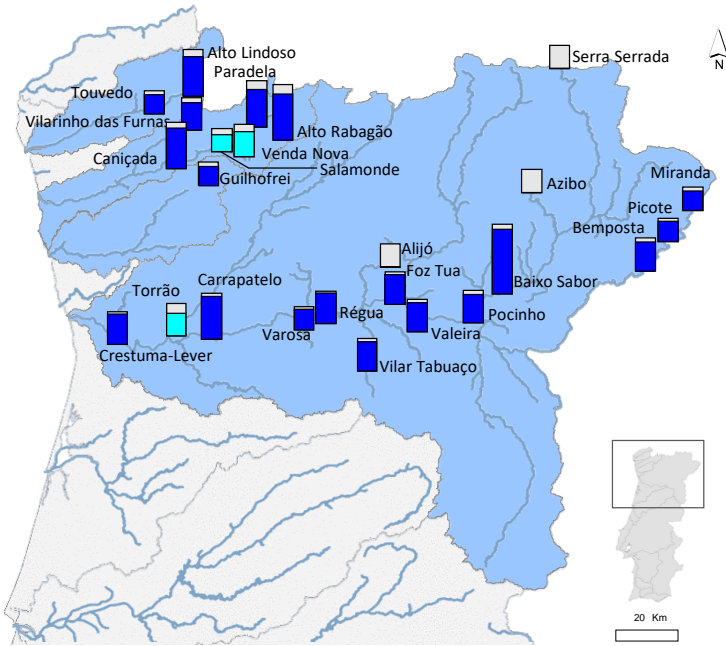 Alto Lindoso
Serra Serrada
N
Paradela
Touvedo
Vilarinho das Furnas
Alto Rabagão
Caniçada
Venda Nova
Salamonde
Guilhofrei
Miranda
Azibo
Picote
Bemposta
Alijó
Foz Tua
Carrapatelo
Baixo Sabor
Torrão
Régua
Pocinho
Varosa
Valeira
Crestuma-Lever
Vilar Tabuaço
20 Km